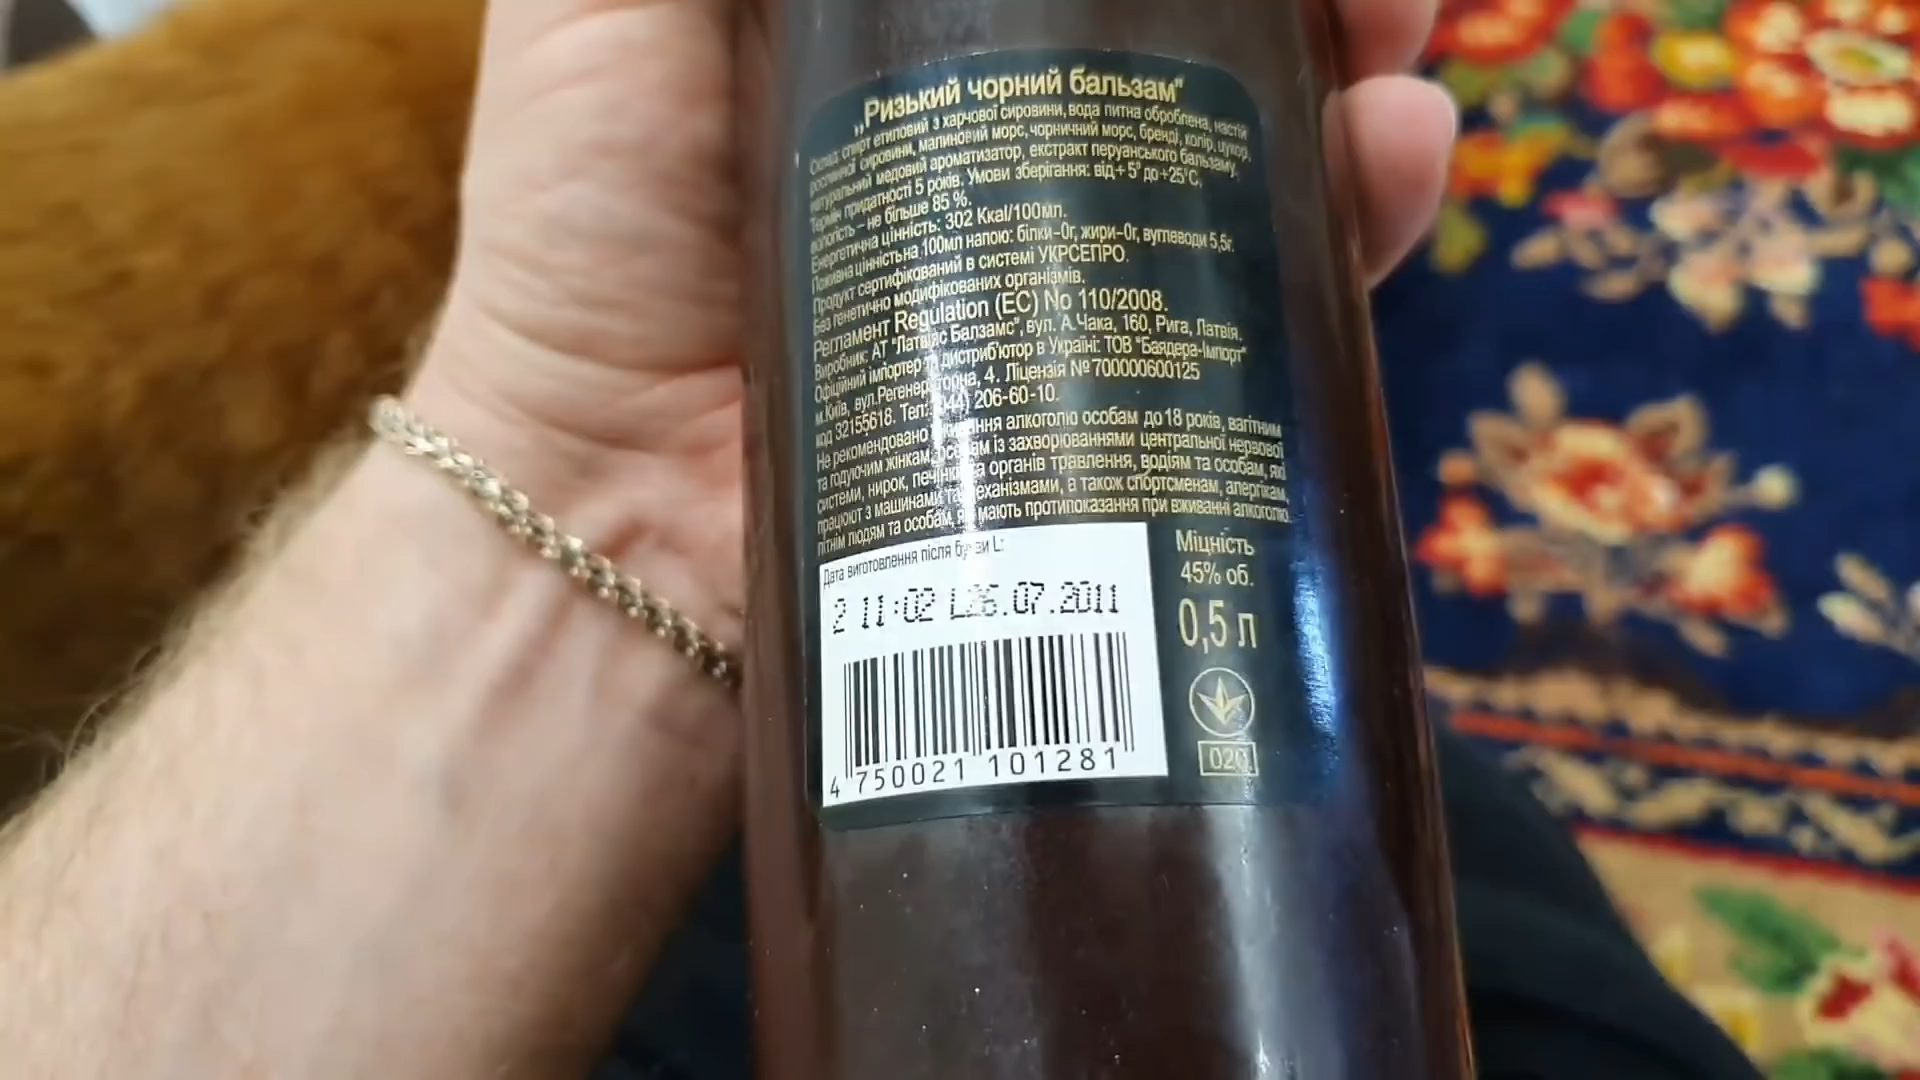 „Ризький чорний бальзам"
Склад: спирт етиловий з харчової сировини, вода питна оброблена, настій
рослинної сировини, малиновий морс, чорничний морс, бренді, колір, цукор,
натуральний медовий ароматизатор, екстракт перуанського бальзаму.
Термін придатності 5 років. Умови зберігання: від+5° до+25°С,
вологість – не більше 85 %.
Енергетична цінність: 302 Kkal/100мл.
Поживна цінністьна 100мл напою: білки-0г, жири-0г, вуглеводи 5,5г.
Продукт сертифікований в системі УКРСЕПРО.
Без генетично модифікованих організмів.
Регламент Regulation (EC) No 110/2008.
Виробник: АТ "Латвіяс Балзамс", вул. А.Чака, 160, Рига, Латвія.
Офіційний імпортер та дистриб'ютор в Україні: ТОВ "Баядера-Імпорт"
м.Київ, вул.Регенераторна, 4. Ліцензія №700000600125
код 32155618. Тел: (044) 206-60-10.
Не рекомендовано вживання алкоголю особам до 18 років, вагітним
та годуючим жінкам, особам із захворюваннями центральної нервової
системи, нирок, печінки та органів травлення, водіям та особам, які
працюют з машинами та механізмами, а також спортсменам, алергікам,
літнім людям та особам, які мають протипоказання при вживанні алкоголю.
Дата виготовлення після букви L:
2 11:02 L26.07.2011
4 750021 101281
Міцність
45% об.
0,5 л
020